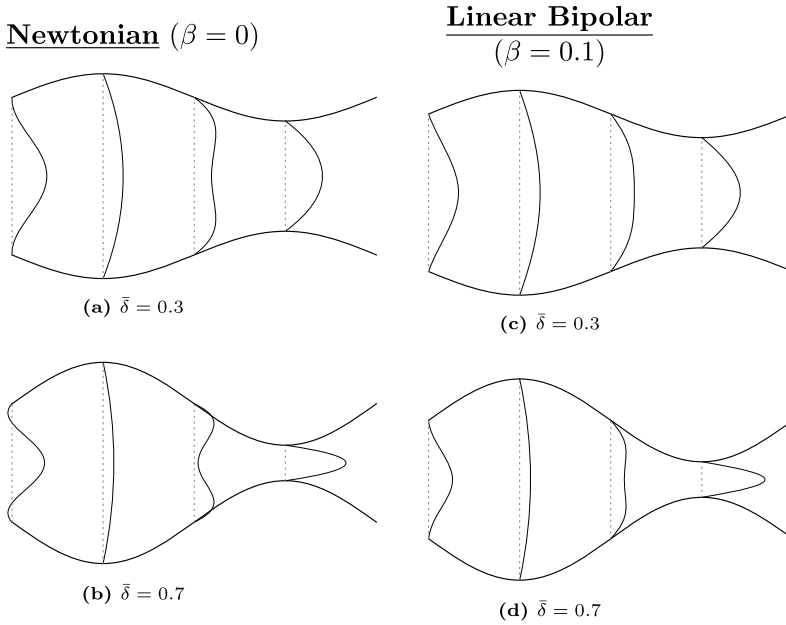 Newtonian (β = 0)
Linear Bipolar
(β = 0.1)
(a) δ̄ = 0.3
(c) δ̄ = 0.3
(b) δ̄ = 0.7
(d) δ̄ = 0.7